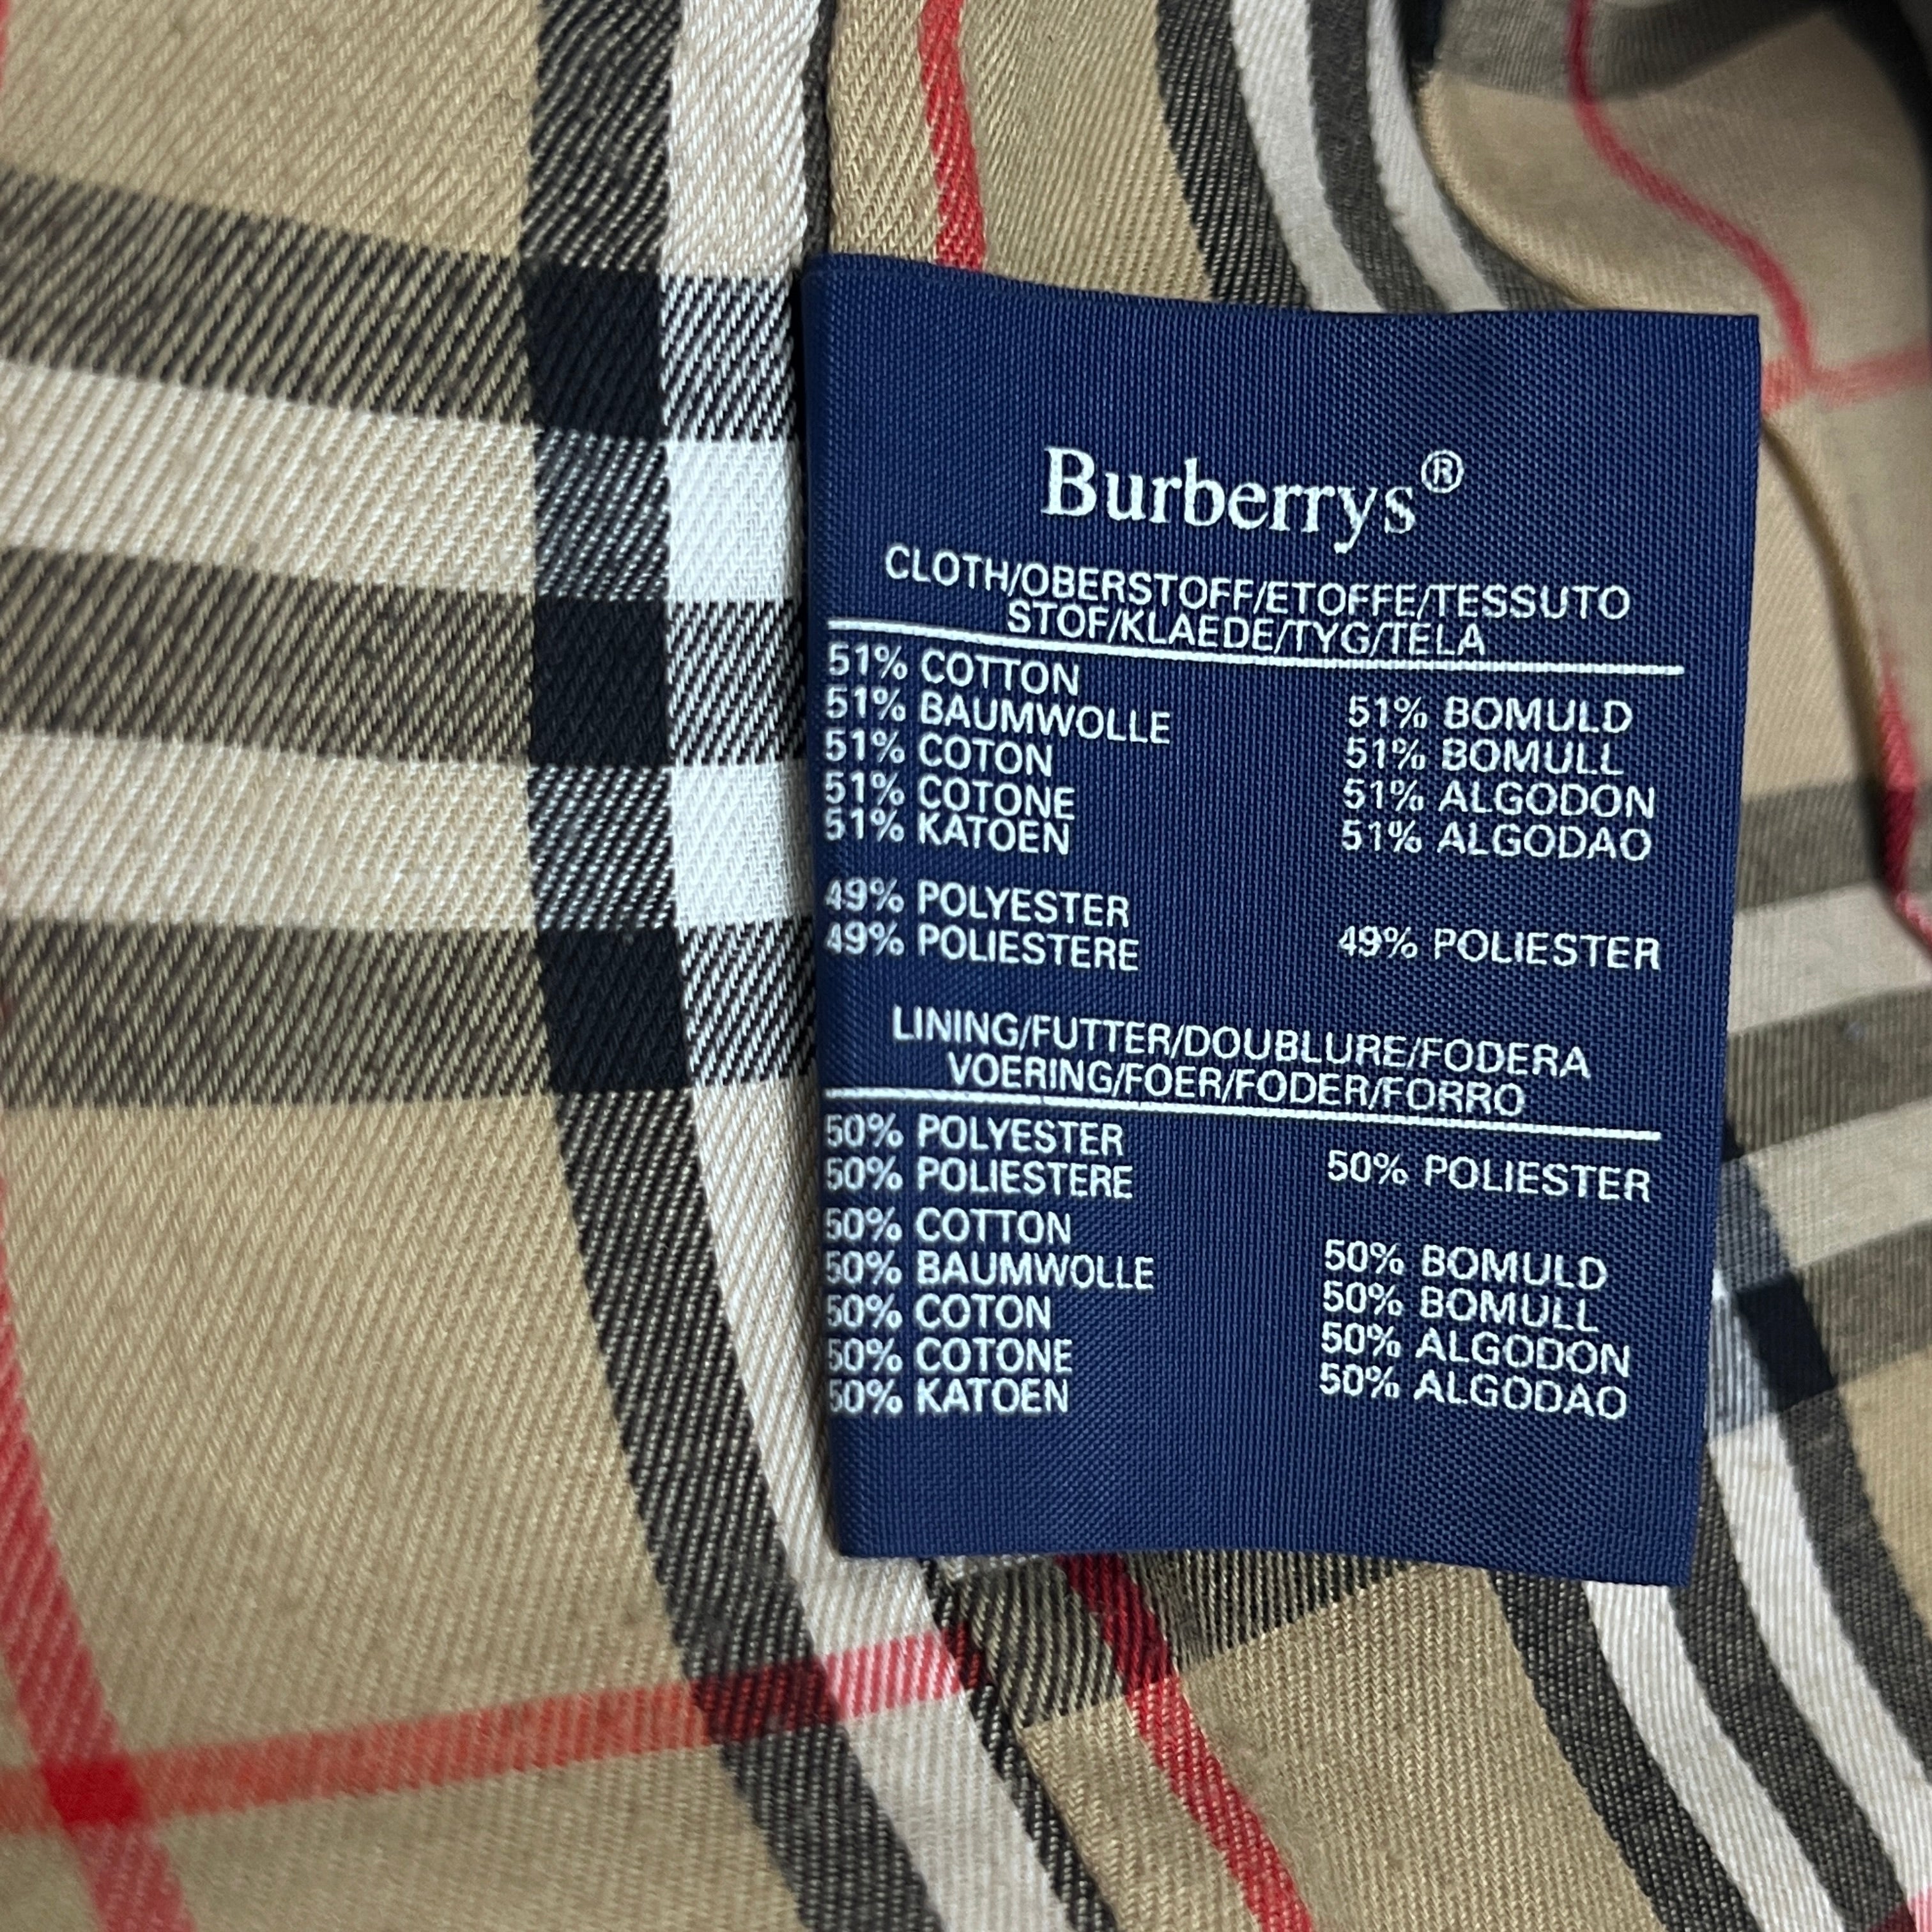 Burberrys®
CLOTH/OBERSTOFF/ETOFFE/TESSUTO
STOF/KLAEDE/TYG/TELA
51% COTTON
51% BAUMWOLLE 51% BOMULD
51% COTON 51% BOMULL
51% COTONE 51% ALGODON
51% KATOEN 51% ALGODAO
49% POLYESTER
49% POLIESTERE 49% POLIESTER
LINING/FUTTER/DOUBLURE/FODERA
VOERING/FOER/FODER/FORRO
50% POLYESTER
50% POLIESTERE 50% POLIESTER
50% COTTON
50% BAUMWOLLE 50% BOMULD
50% COTON 50% BOMULL
50% COTONE 50% ALGODON
50% KATOEN 50% ALGODAO